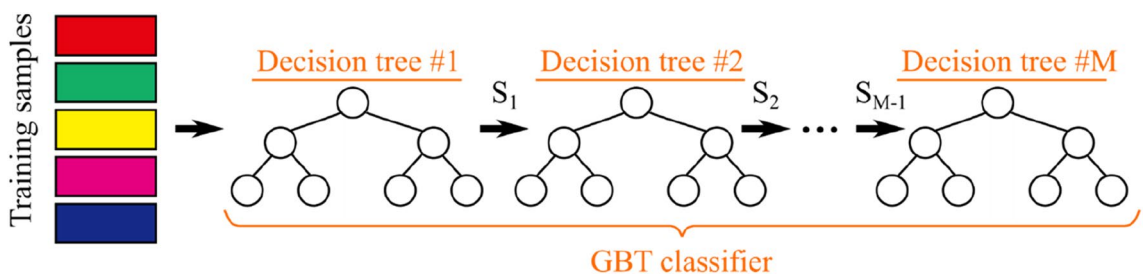 Training samples
Decision tree #1
S1
Decision tree #2
S2
...
SM-1
Decision tree #M
GBT classifier